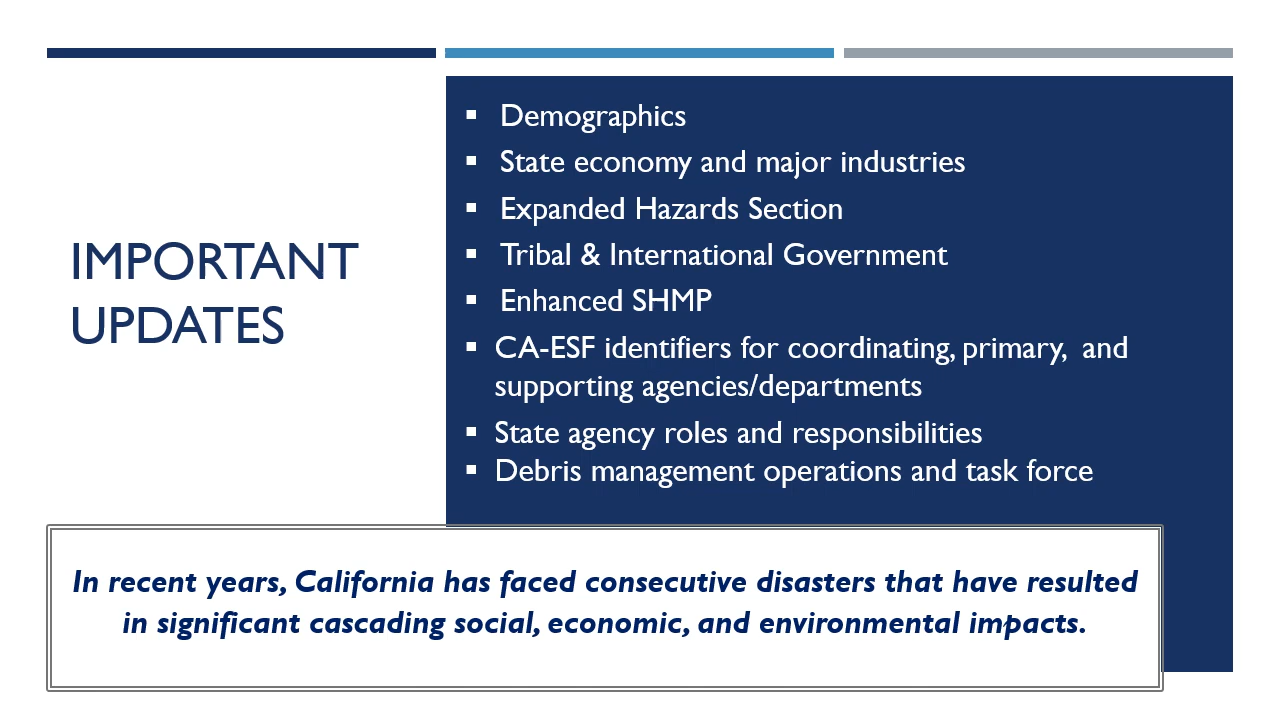 IMPORTANT
UPDATES
▪ Demographics
▪ State economy and major industries
▪ Expanded Hazards Section
▪ Tribal & International Government
▪ Enhanced SHMP
▪ CA-ESF identifiers for coordinating, primary, and
supporting agencies/departments
▪ State agency roles and responsibilities
▪ Debris management operations and task force
In recent years, California has faced consecutive disasters that have resulted
in significant cascading social, economic, and environmental impacts.